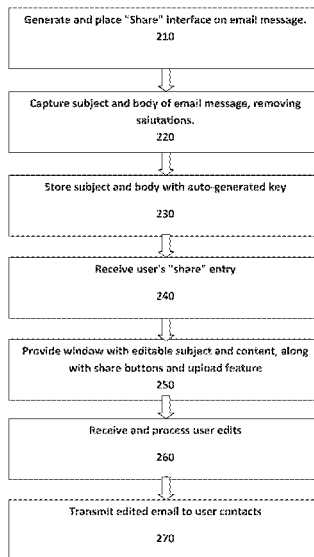 Generate and place "Share" interface on email message.
210
Capture subject and body of email message, removing
salutations.
220
Store subject and body with auto-generated key
230
Receive user's "share" entry
240
Provide window with editable subject and content, along
with share buttons and upload feature
250
Receive and process user edits
260
Transmit edited email to user contacts
270